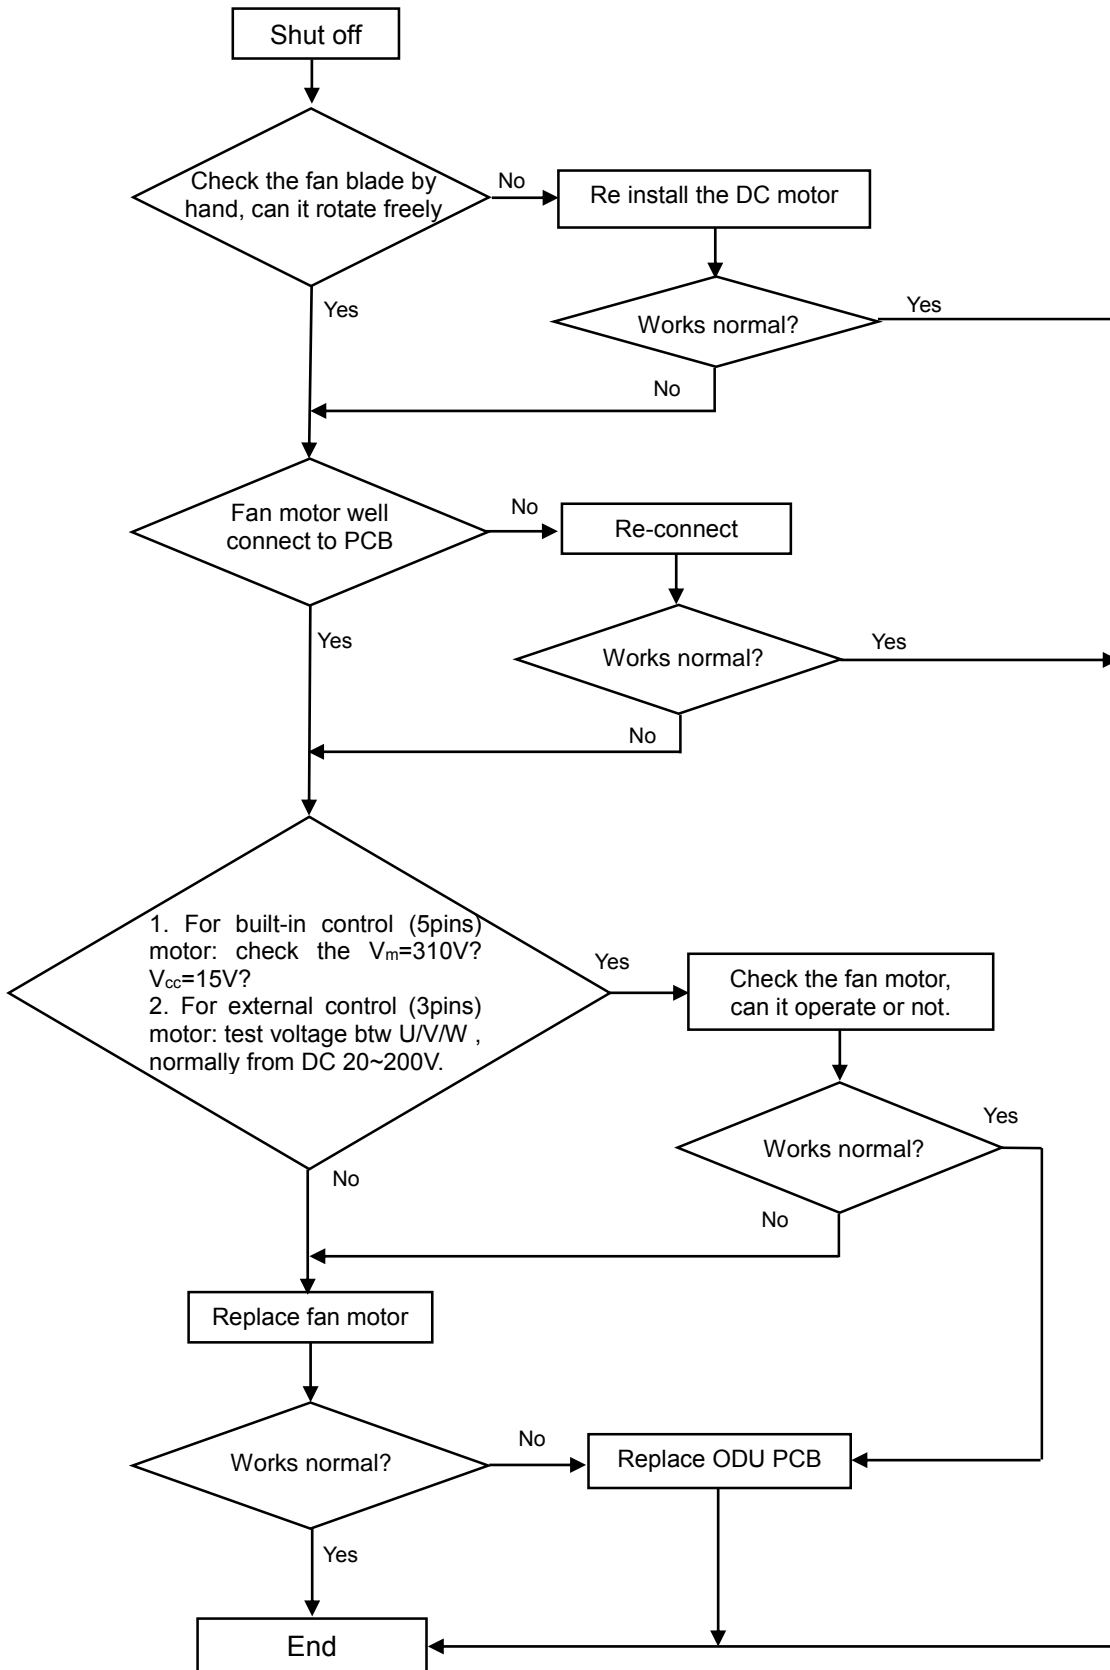 Shut off
Check the fan blade by
hand, can it rotate freely
No
Re install the DC motor
Yes
Works normal?
Yes
No
Fan motor well
connect to PCB
No
Re-connect
Yes
Works normal?
Yes
No
1. For built-in control (5pins)
motor: check the Vm=310V?
Vcc=15V?
2. For external control (3pins)
motor: test voltage btw U/V/W ,
normally from DC 20~200V.
Yes
Check the fan motor,
can it operate or not.
Works normal?
Yes
No
No
Replace fan motor
Works normal?
No
Replace ODU PCB
Yes
End